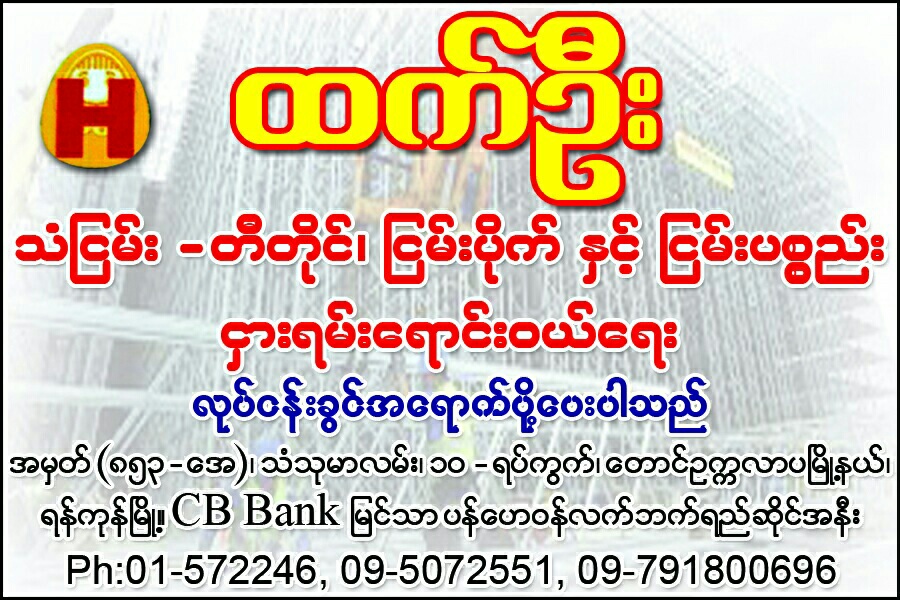 H
ထက်ဦး
သံငြမ်း - တီတိုင်၊ ငြမ်းပိုက် နှင့် ငြမ်းပစ္စည်း
ငှားရမ်းရောင်းဝယ်ရေး
လုပ်ငန်းခွင်အရောက်ပို့ပေးပါသည်
အမှတ် (၈၅၃ - အေ)၊ သံသုမာလမ်း၊ ၁၀ - ရပ်ကွက်၊ တောင်ဥက္ကလာပမြို့နယ်၊
ရန်ကုန်မြို့။ CB Bank မြင်သာ ပန်ဟေဝန်လက်ဘက်ရည်ဆိုင်အနီး
Ph:01-572246, 09-5072551, 09-791800696